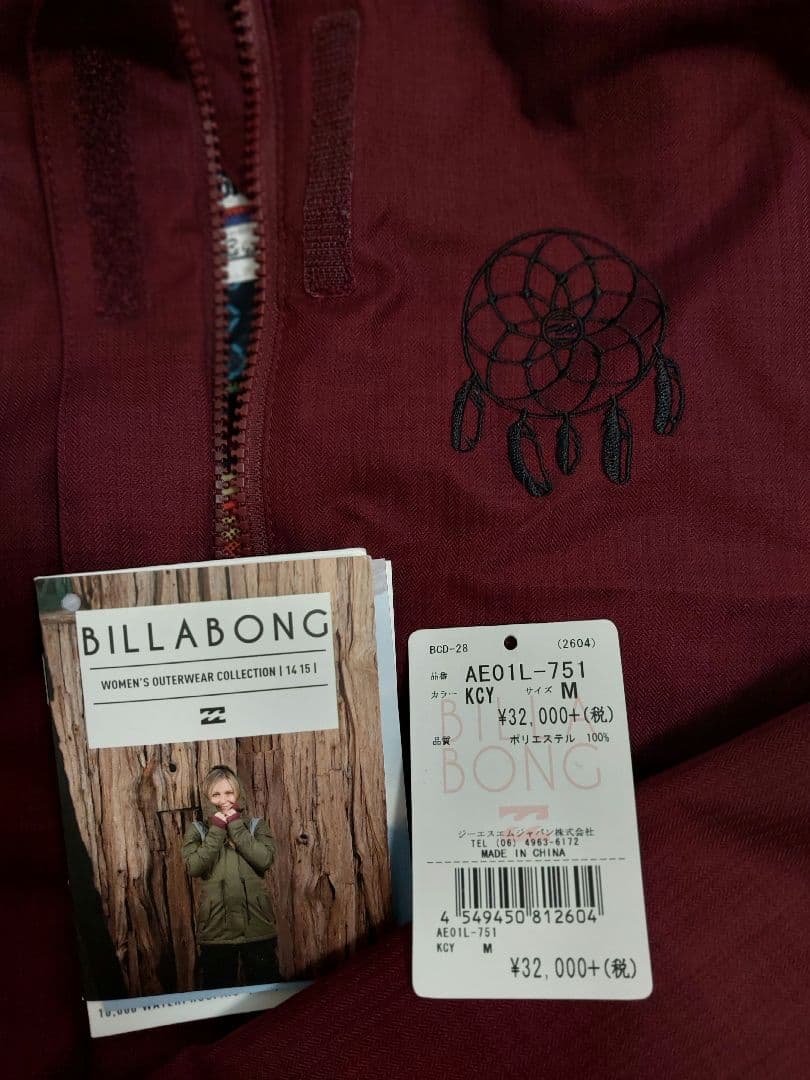 BILLABONG
WOMEN'S OUTERWEAR COLLECTION | 14 15 |
BCD-28 (2604)
品番 AE01L-751
カラー KCY サイズ M
¥32,000+(税)
品質 ポリエステル 100%
BILLA
BONG
ジーエスエムジャパン株式会社
TEL (06) 4963-6172
MADE IN CHINA
4 549450 812604
AE01L-751
KCY M
¥32,000+(税)